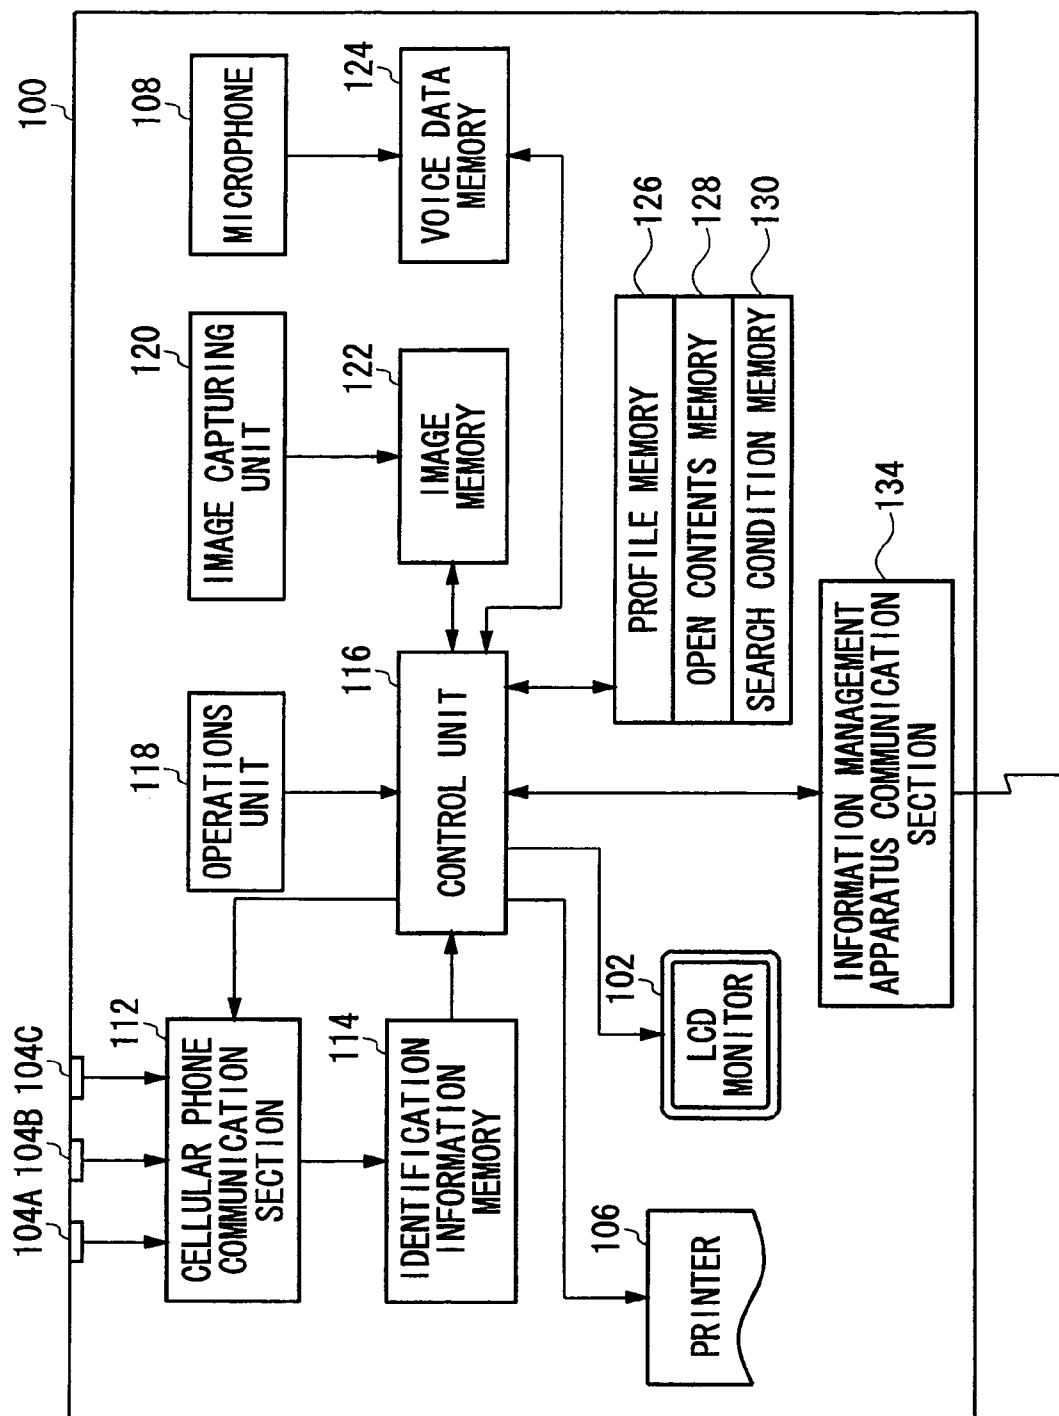 100
104A
104B
104C
112
CELLULAR PHONE
COMMUNICATION
SECTION
118
OPERATIONS
UNIT
120
IMAGE CAPTURING
UNIT
108
MICROPHONE
114
IDENTIFICATION
INFORMATION
MEMORY
116
CONTROL UNIT
122
IMAGE
MEMORY
124
VOICE DATA
MEMORY
106
PRINTER
102
LCD
MONITOR
PROFILE MEMORY
126
OPEN CONTENTS MEMORY
128
SEARCH CONDITION MEMORY
130
INFORMATION MANAGEMENT
APPARATUS COMMUNICATION
SECTION
134